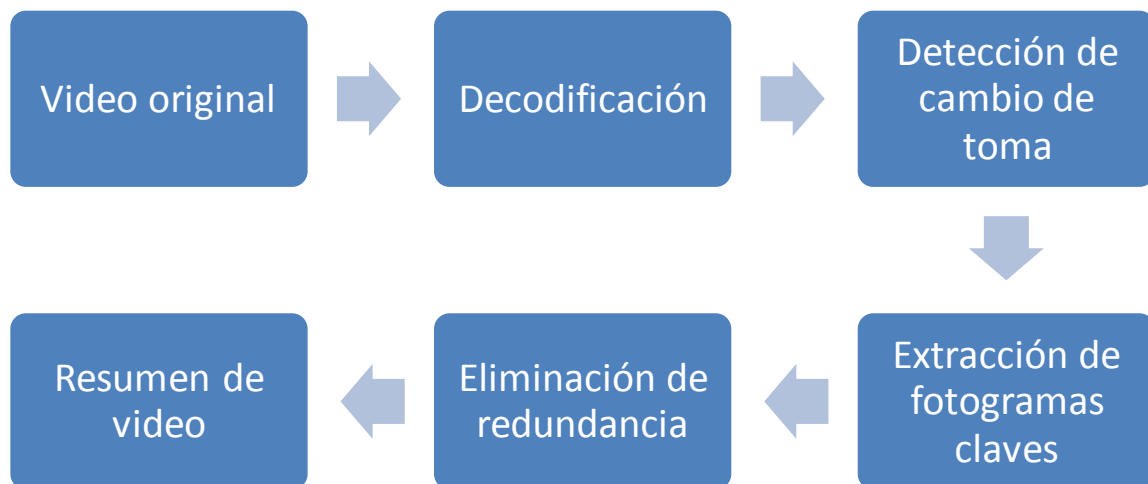 Video original
Decodificación
Detección de
cambio de
toma
Extracción de
fotogramas
claves
Eliminación de
redundancia
Resumen de
video